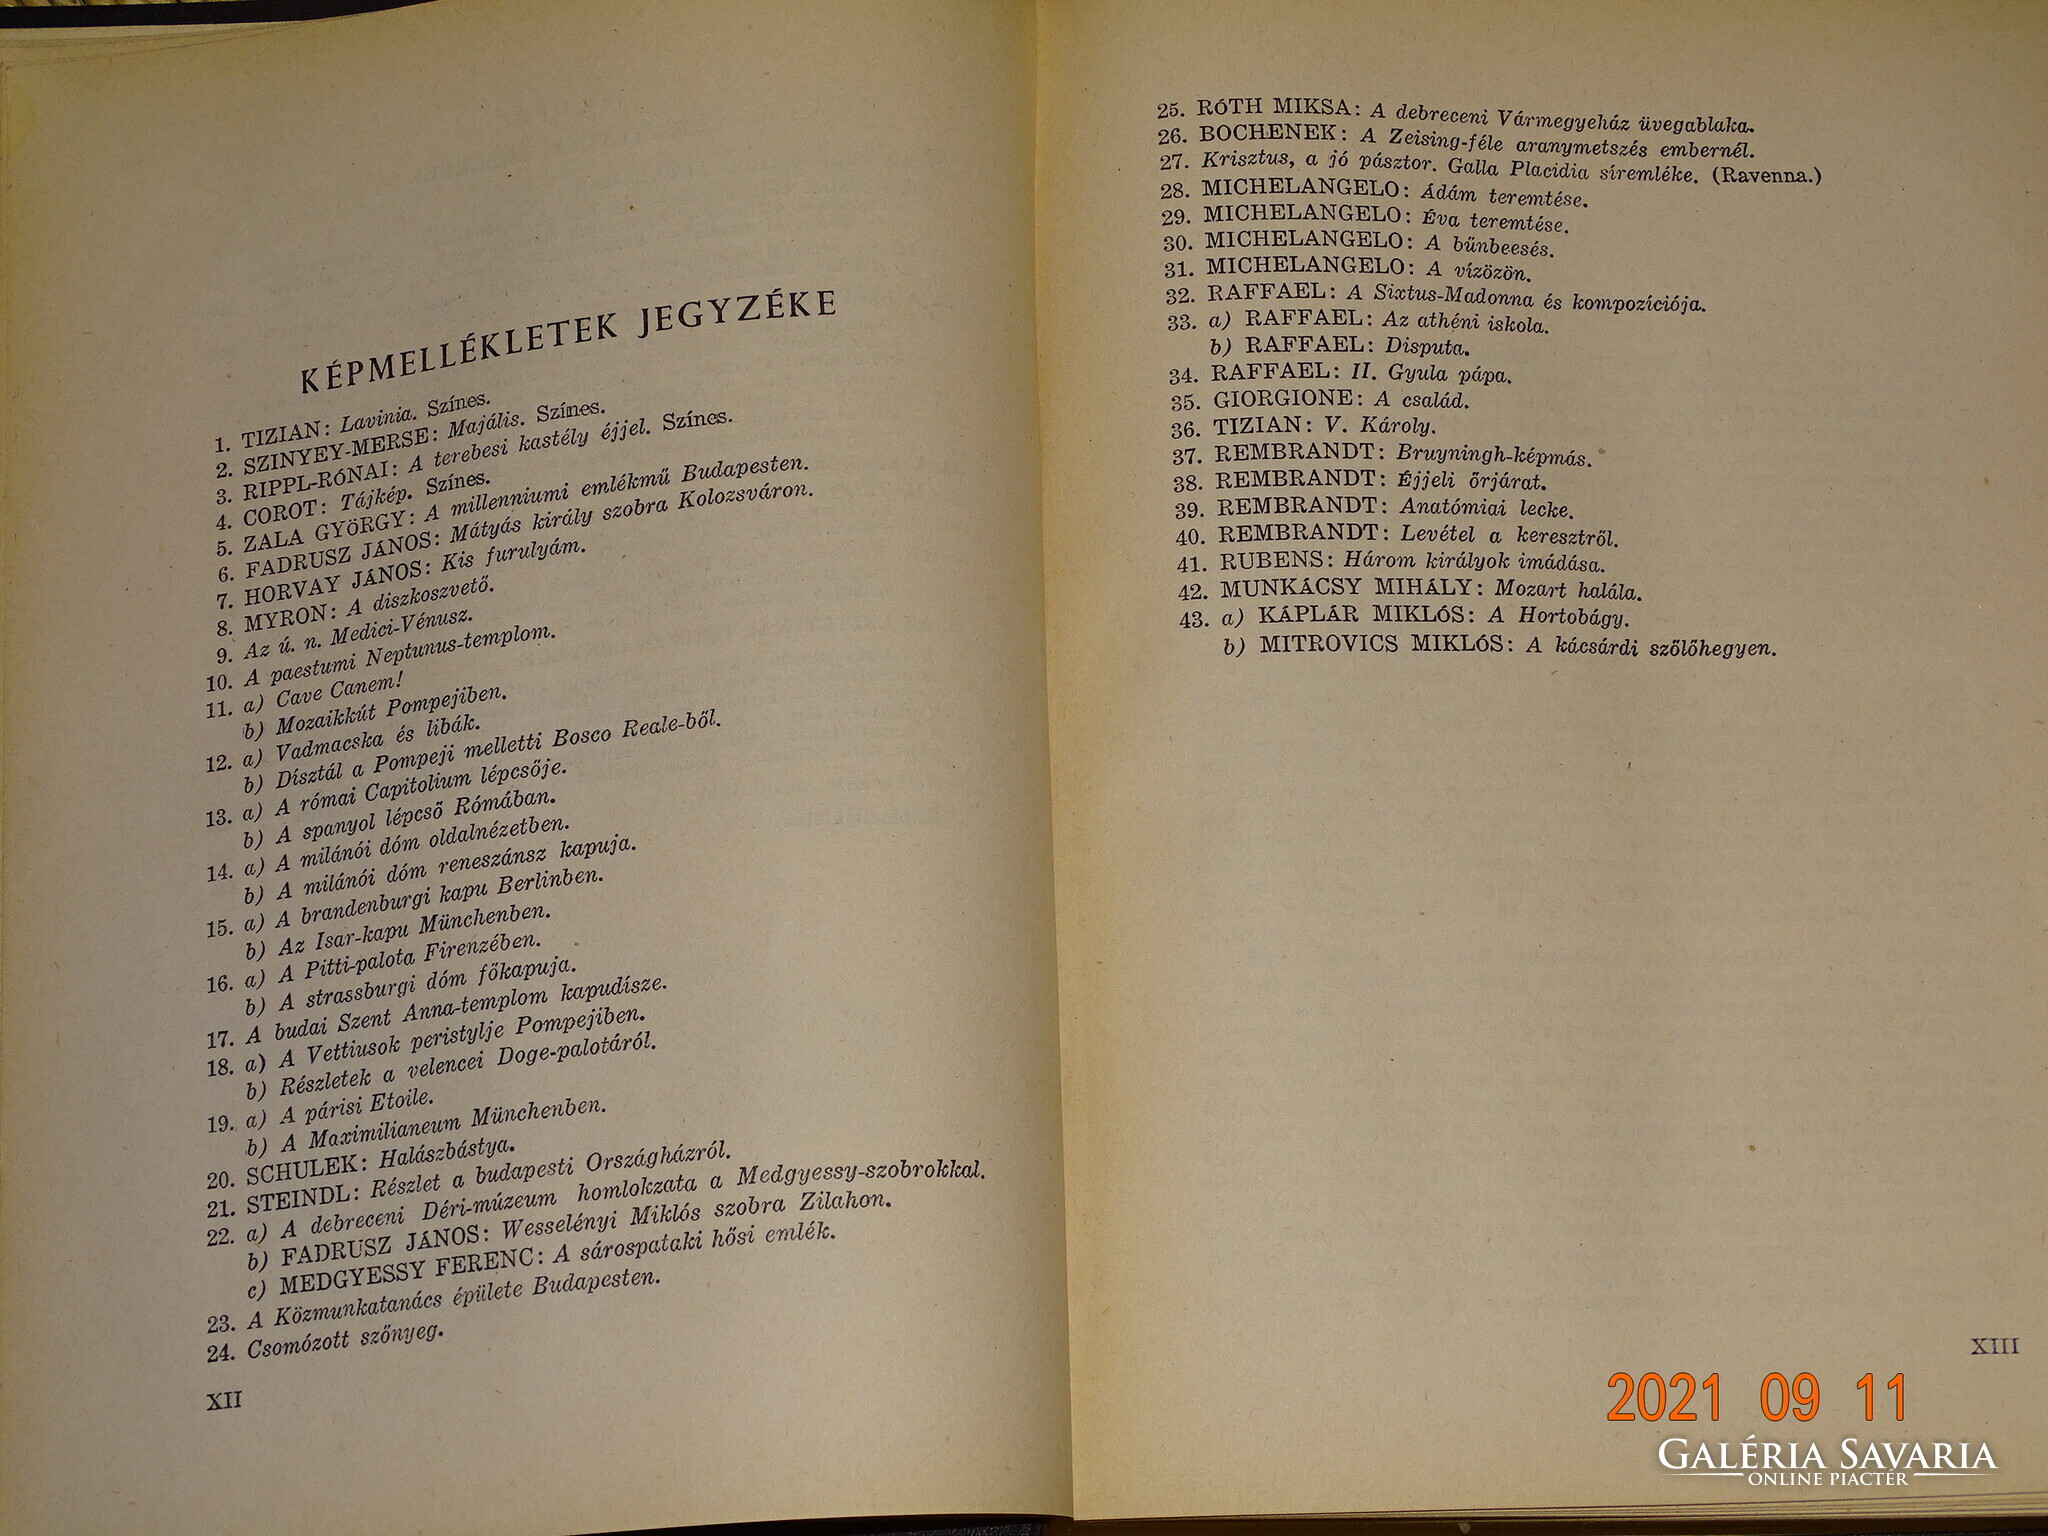 KÉPMELLÉKLETEK JEGYZÉKE
1. TIZIAN: Lavinia. Színes.
2. SZINYEY-MERSE: Majális. Színes.
3. RIPPL-RÓNAI: A terebesi kastély éjjel. Színes.
4. COROT: Tájkép. Színes.
5. ZALA GYÖRGY: A millenniumi emlékmű Budapesten.
6. FADRUSZ JÁNOS: Mátyás király szobra Kolozsváron.
7. HORVAY JÁNOS: Kis furulyám.
8. MYRON: A diszkoszvető.
9. Az ú. n. Medici-Vénusz.
10. A paestumi Neptunus-templom.
11. a) Cave Canem!
b) Mozaikkút Pompejiben.
12. a) Vadmacska és libák.
b) Dísztál a Pompeji melletti Bosco Reale-ből.
13. a) A római Capitolium lépcsője.
b) A spanyol lépcső Rómában.
14. a) A milánói dóm oldalnézetben.
b) A milánói dóm reneszánsz kapuja.
15. a) A brandenburgi kapu Berlinben.
b) Az Isar-kapu Münchenben.
16. a) A Pitti-palota Firenzében.
b) A strassburgi dóm főkapuja.
17. A budai Szent Anna-templom kapudísze.
18. a) A Vettiusok peristylje Pompejiben.
b) Részletek a velencei Doge-palotáról.
19. a) A párisi Etoile.
b) A Maximilianeum Münchenben.
20. SCHULEK: Halászbástya.
21. STEINDL: Részlet a budapesti Országházról.
22. a) A debreceni Déri-múzeum homlokzata a Medgyessy-szobrokkal.
b) FADRUSZ JÁNOS: Wesselényi Miklós szobra Zilahon.
c) MEDGYESSY FERENC: A sárospataki hősi emlék.
23. A Közmunkatanács épülete Budapesten.
24. Csomózott szőnyeg.
XII
25. RÓTH MIKSA: A debreceni Vármegyeház üvegablaka.
26. BOCHENEK: A Zeising-féle aranymetszés embernél.
27. Krisztus, a jó pásztor. Galla Placidia síremléke. (Ravenna.)
28. MICHELANGELO: Ádám teremtése.
29. MICHELANGELO: Éva teremtése.
30. MICHELANGELO: A bűnbeesés.
31. MICHELANGELO: A vízözön.
32. RAFFAEL: A Sixtus-Madonna és kompozíciója.
33. a) RAFFAEL: Az athéni iskola.
b) RAFFAEL: Disputa.
34. RAFFAEL: II. Gyula pápa.
35. GIORGIONE: A család.
36. TIZIAN: V. Károly.
37. REMBRANDT: Bruyningh-képmás.
38. REMBRANDT: Éjjeli őrjárat.
39. REMBRANDT: Anatómiai lecke.
40. REMBRANDT: Levétel a keresztről.
41. RUBENS: Három királyok imádása.
42. MUNKÁCSY MIHÁLY: Mozart halála.
43. a) KÁPLÁR MIKLÓS: A Hortobágy.
b) MITROVICS MIKLÓS: A kácsárdi szőlőhegyen.
XIII
2021 09 11
GALÉRIA SAVARIA
ONLINE PIACTÉR